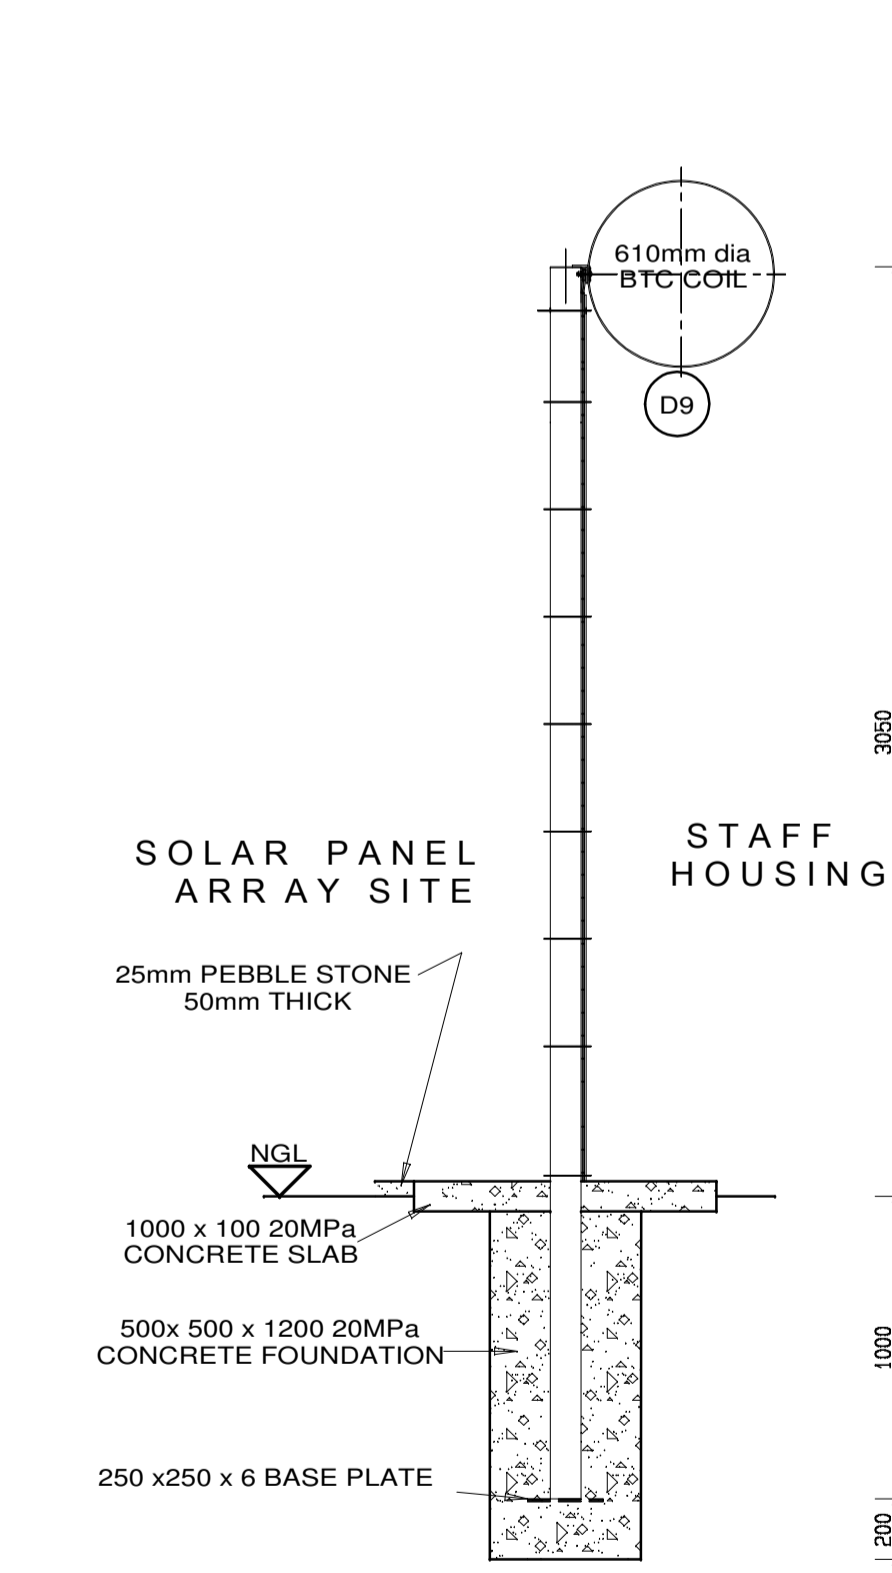 610mm dia
BTC COIL
D9
3050
SOLAR PANEL
ARRAY SITE
STAFF
HOUSING
25mm PEBBLE STONE
50mm THICK
NGL
1000 x 100 20MPa
CONCRETE SLAB
500x 500 x 1200 20MPa
CONCRETE FOUNDATION
1000
250 x250 x 6 BASE PLATE
200